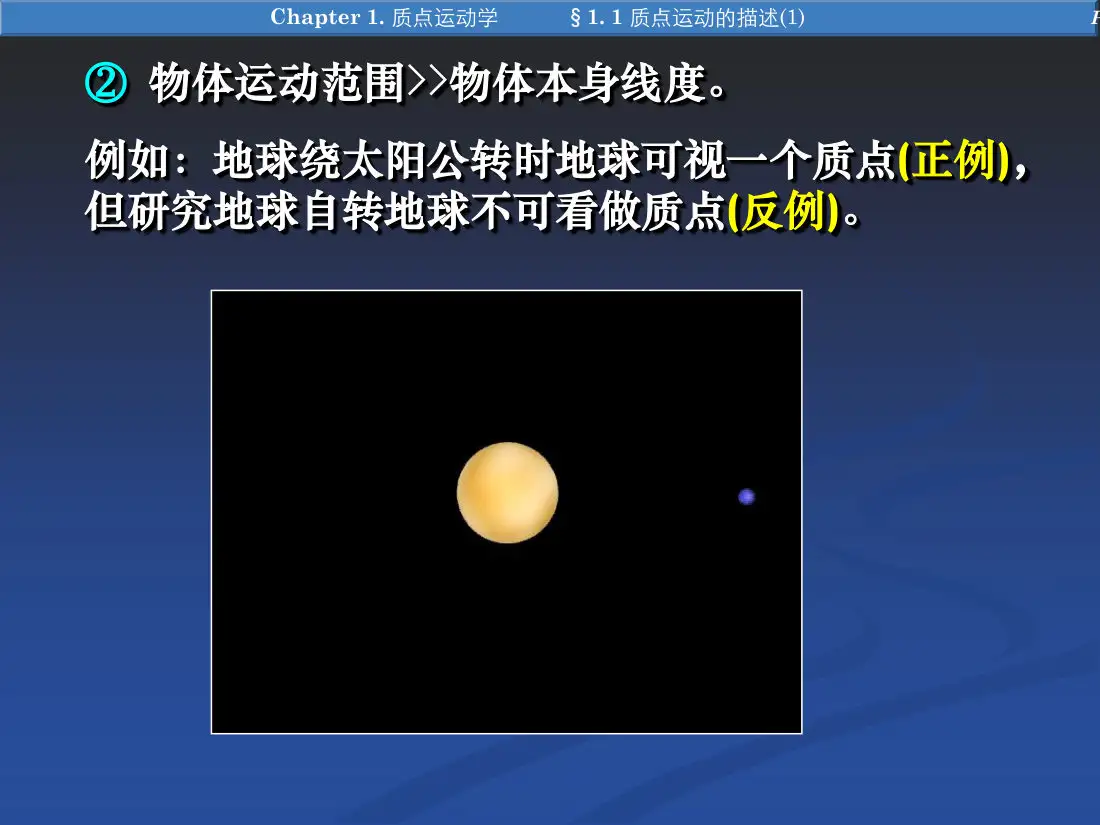 Chapter 1. 质点运动学 §1. 1 质点运动的描述(1)
② 物体运动范围>>物体本身线度。
例如：地球绕太阳公转时地球可视一个质点(正例)，
但研究地球自转地球不可看做质点(反例)。